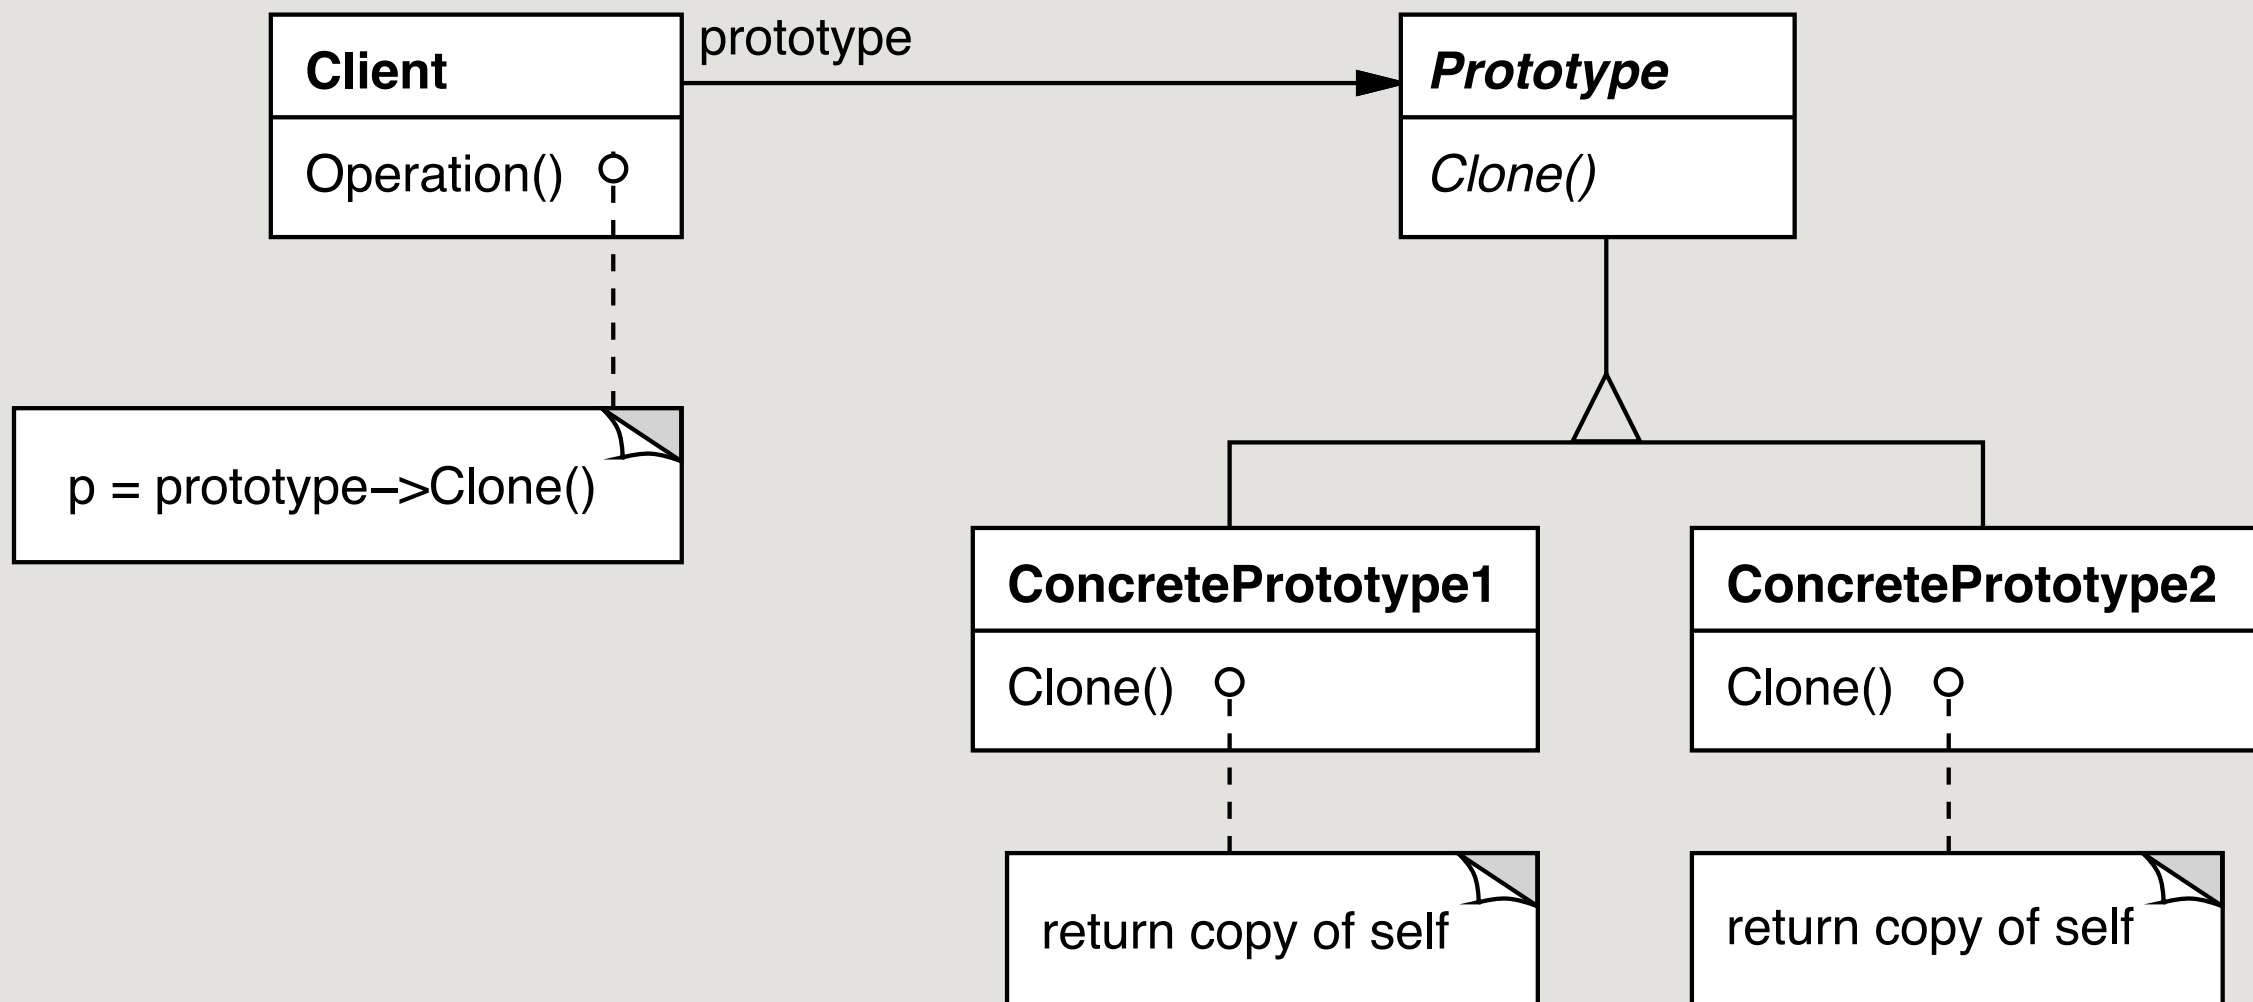 prototype
Client
Prototype
Operation()
Clone()
p = prototype–>Clone()
ConcretePrototype1
ConcretePrototype2
Clone()
Clone()
return copy of self
return copy of self